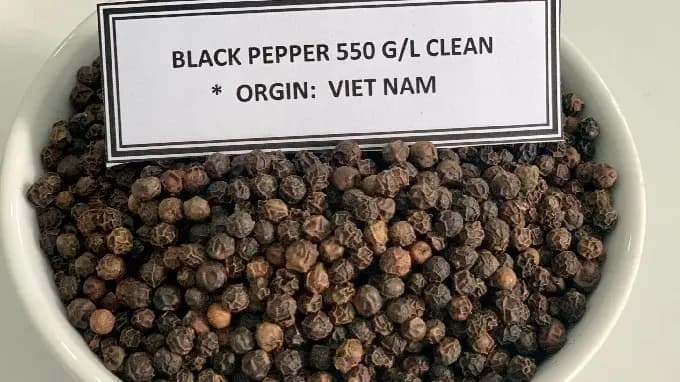 BLACK PEPPER 550 G/L CLEAN
* ORGIN: VIET NAM